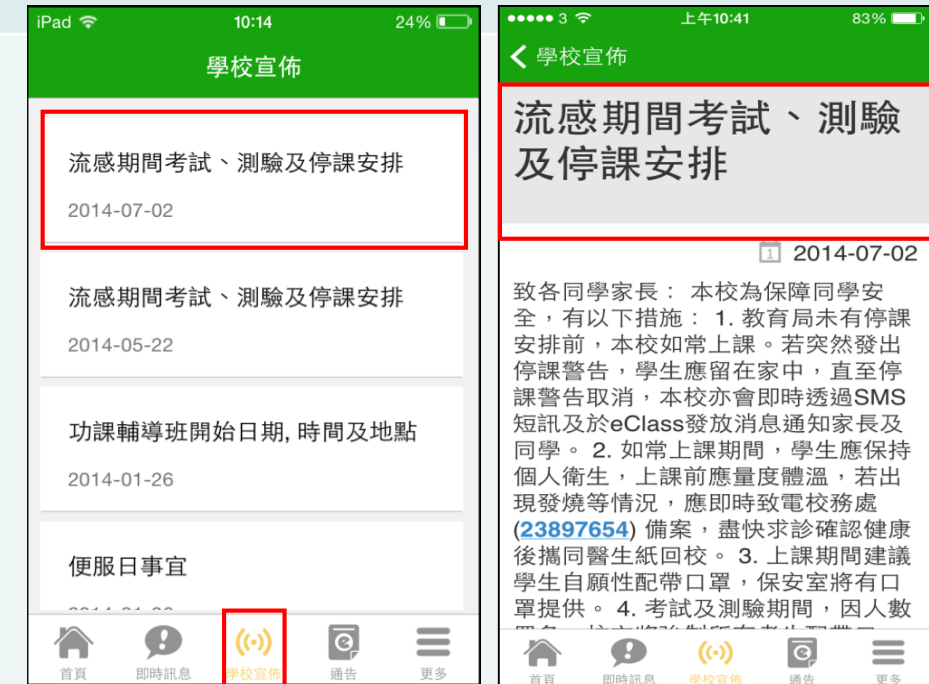 iPad 10:14 24%
學校宣佈
流感期間考試、測驗及停課安排
2014-07-02
流感期間考試、測驗及停課安排
2014-05-22
功課輔導班開始日期, 時間及地點
2014-01-26
便服日事宜
首頁 即時訊息 學校宣佈 通告 更多
3 上午10:41 83%
學校宣佈
流感期間考試、測驗
及停課安排
1 2014-07-02
致各同學家長： 本校為保障同學安
全，有以下措施： 1. 教育局未有停課
安排前，本校如常上課。若突然發出
停課警告，學生應留在家中，直至停
課警告取消，本校亦會即時透過SMS
短訊及於eClass發放消息通知家長及
同學。 2. 如常上課期間，學生應保持
個人衛生，上課前應量度體溫，若出
現發燒等情況，應即時致電校務處
(23897654) 備案，盡快求診確認健康
後攜同醫生紙回校。 3. 上課期間建議
學生自願性配帶口罩，保安室將有口
罩提供。 4. 考試及測驗期間，因人數
首頁 即時訊息 學校宣佈 通告 更多